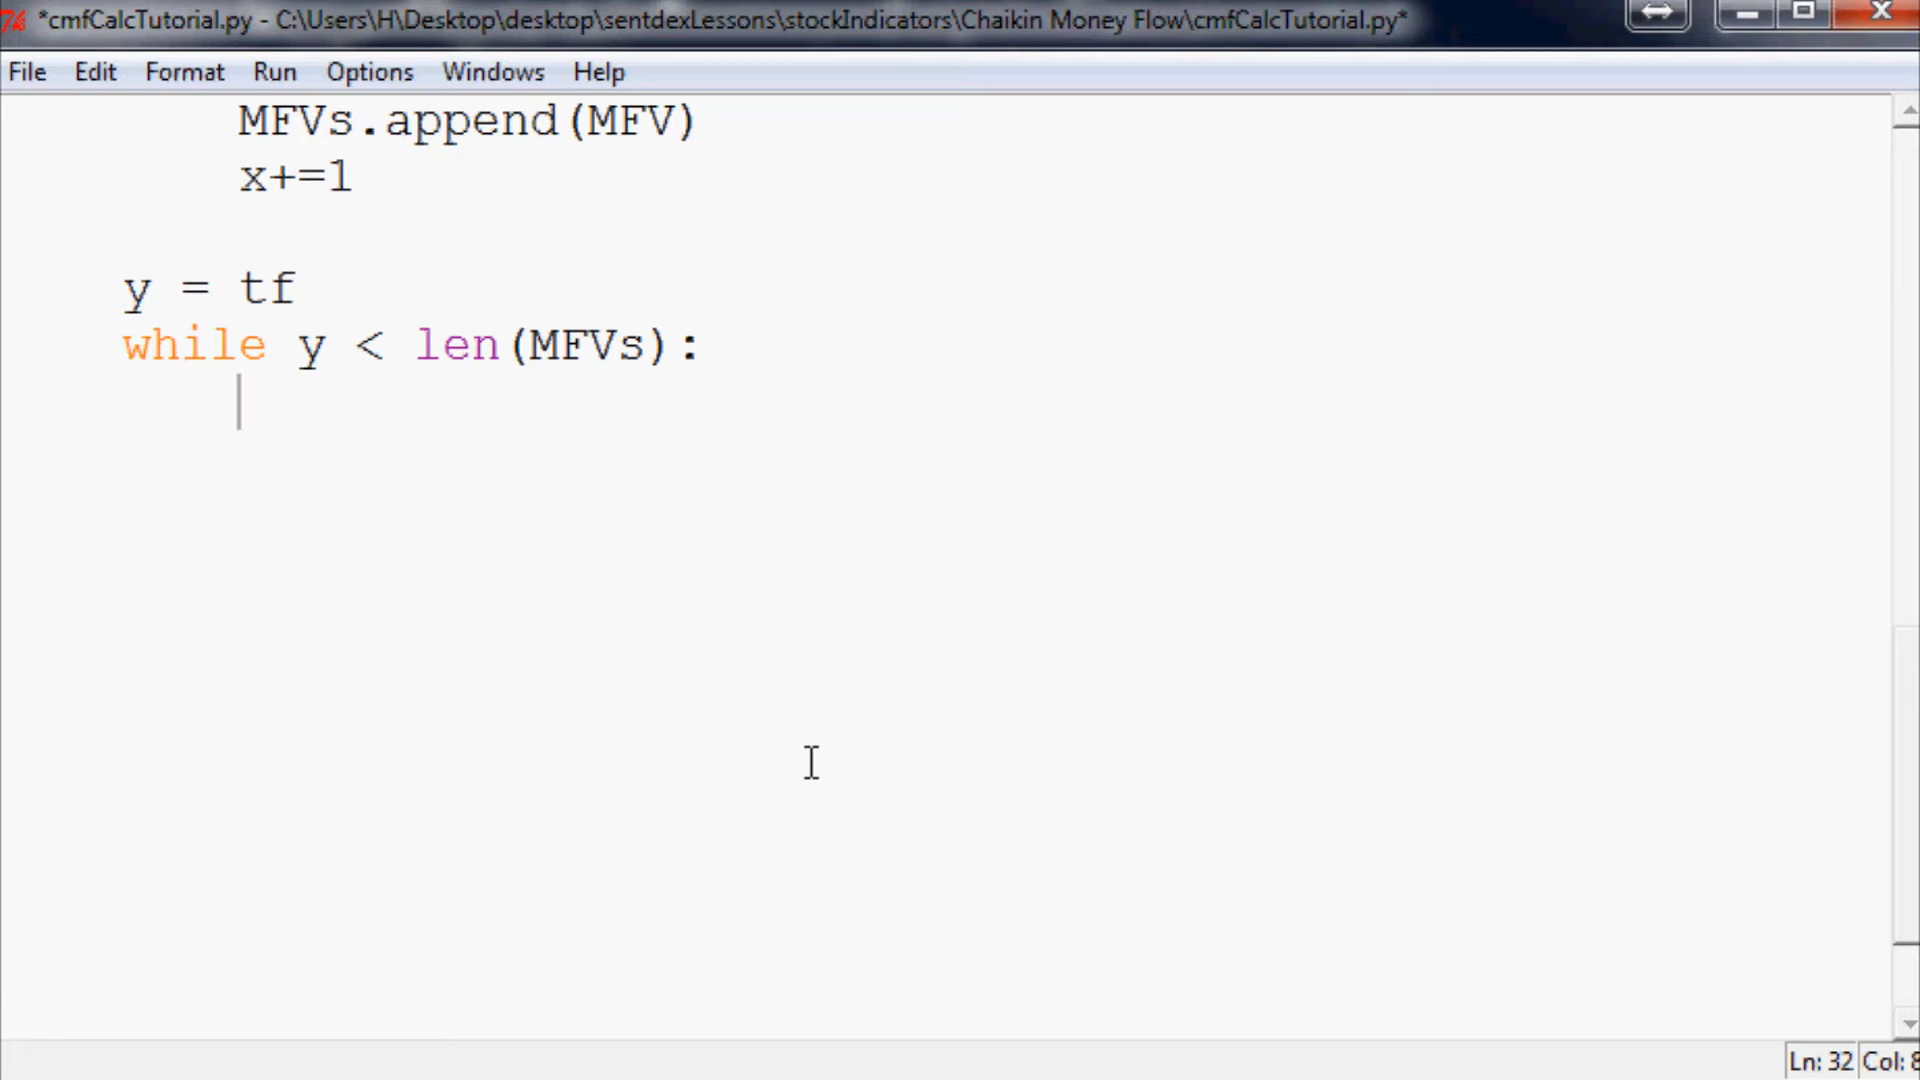 *cmfCalcTutorial.py - C:\Users\H\Desktop\desktop\sentdexLessons\stockIndicators\Chaikin Money Flow\cmfCalcTutorial.py*
File Edit Format Run Options Windows Help
MFVs.append(MFV)
x+=1
y = tf
while y < len(MFVs):
Ln: 32 Col: 8